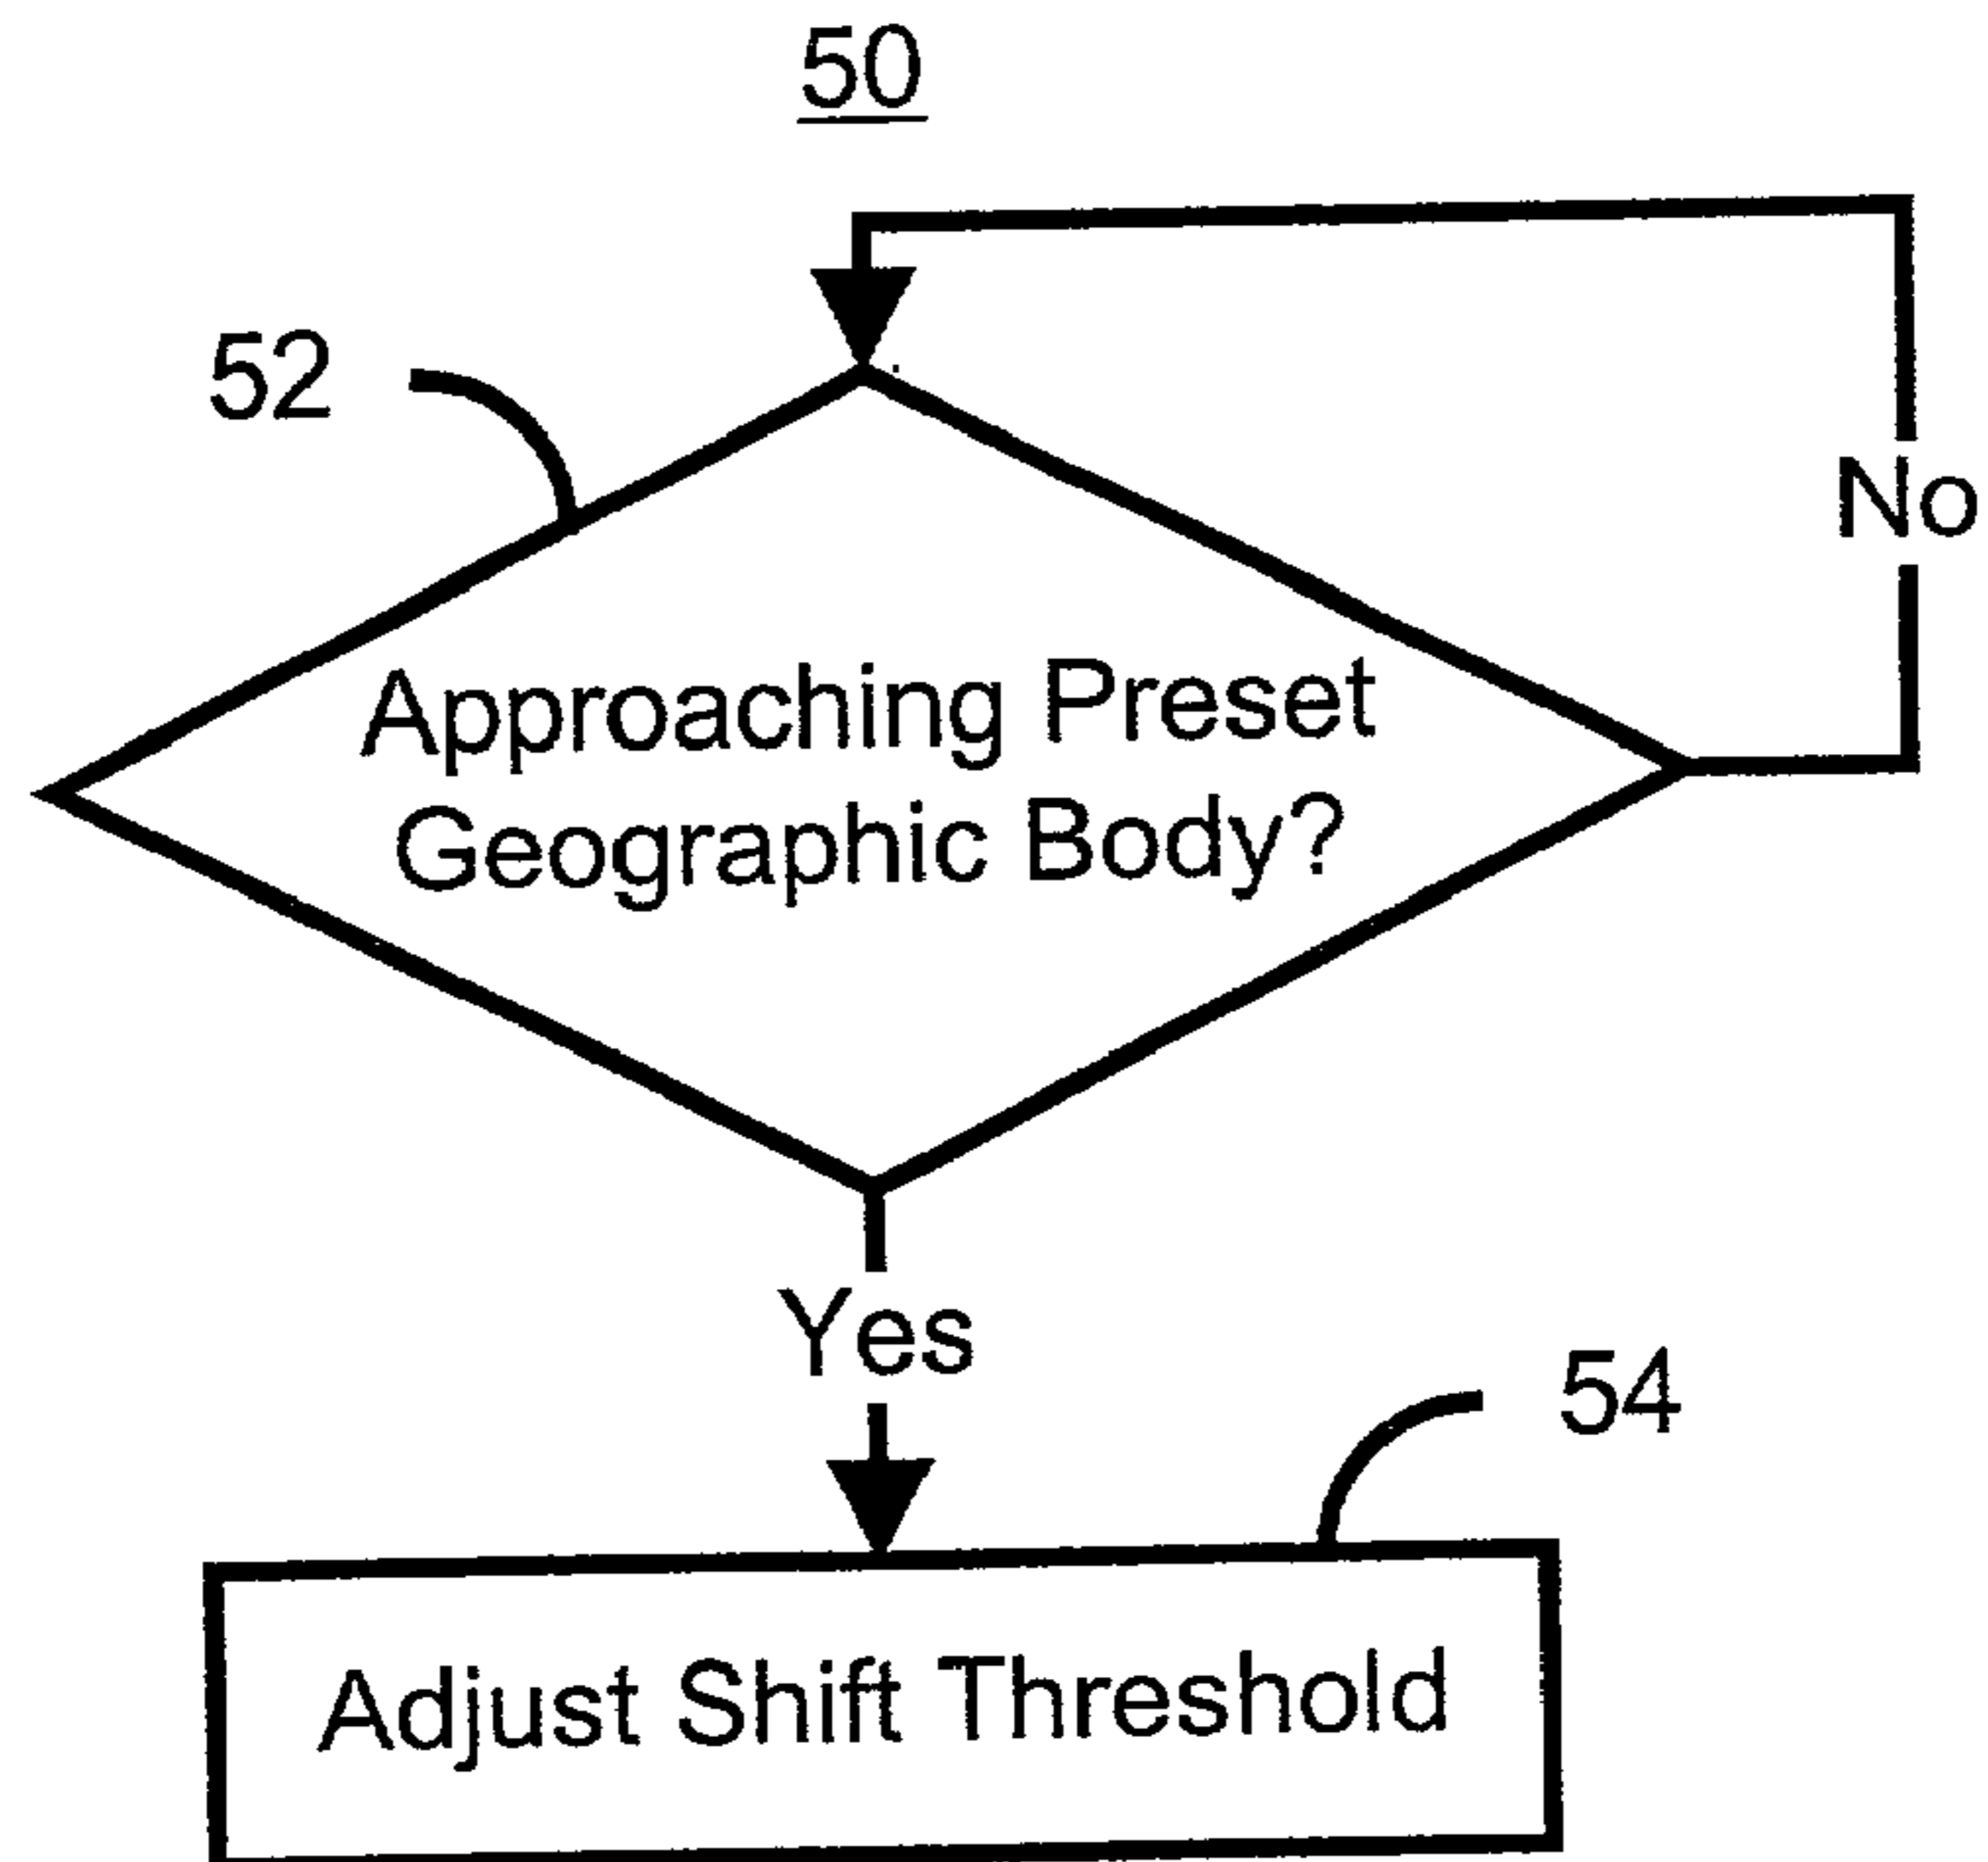 50
52
No
Approaching Preset
Geographic Body?
Yes
54
Adjust Shift Threshold